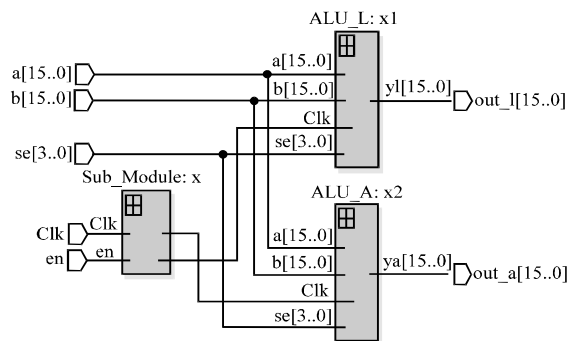 ALU_L: x1
a[15..0]
a[15..0]
b[15..0]
yl[15..0]
b[15..0]
out_l[15..0]
Clk
se[3..0]
se[3..0]
Sub_Module: x
ALU_A: x2
Clk
Clk
a[15..0]
en
en
b[15..0]
ya[15..0]
out_a[15..0]
Clk
se[3..0]